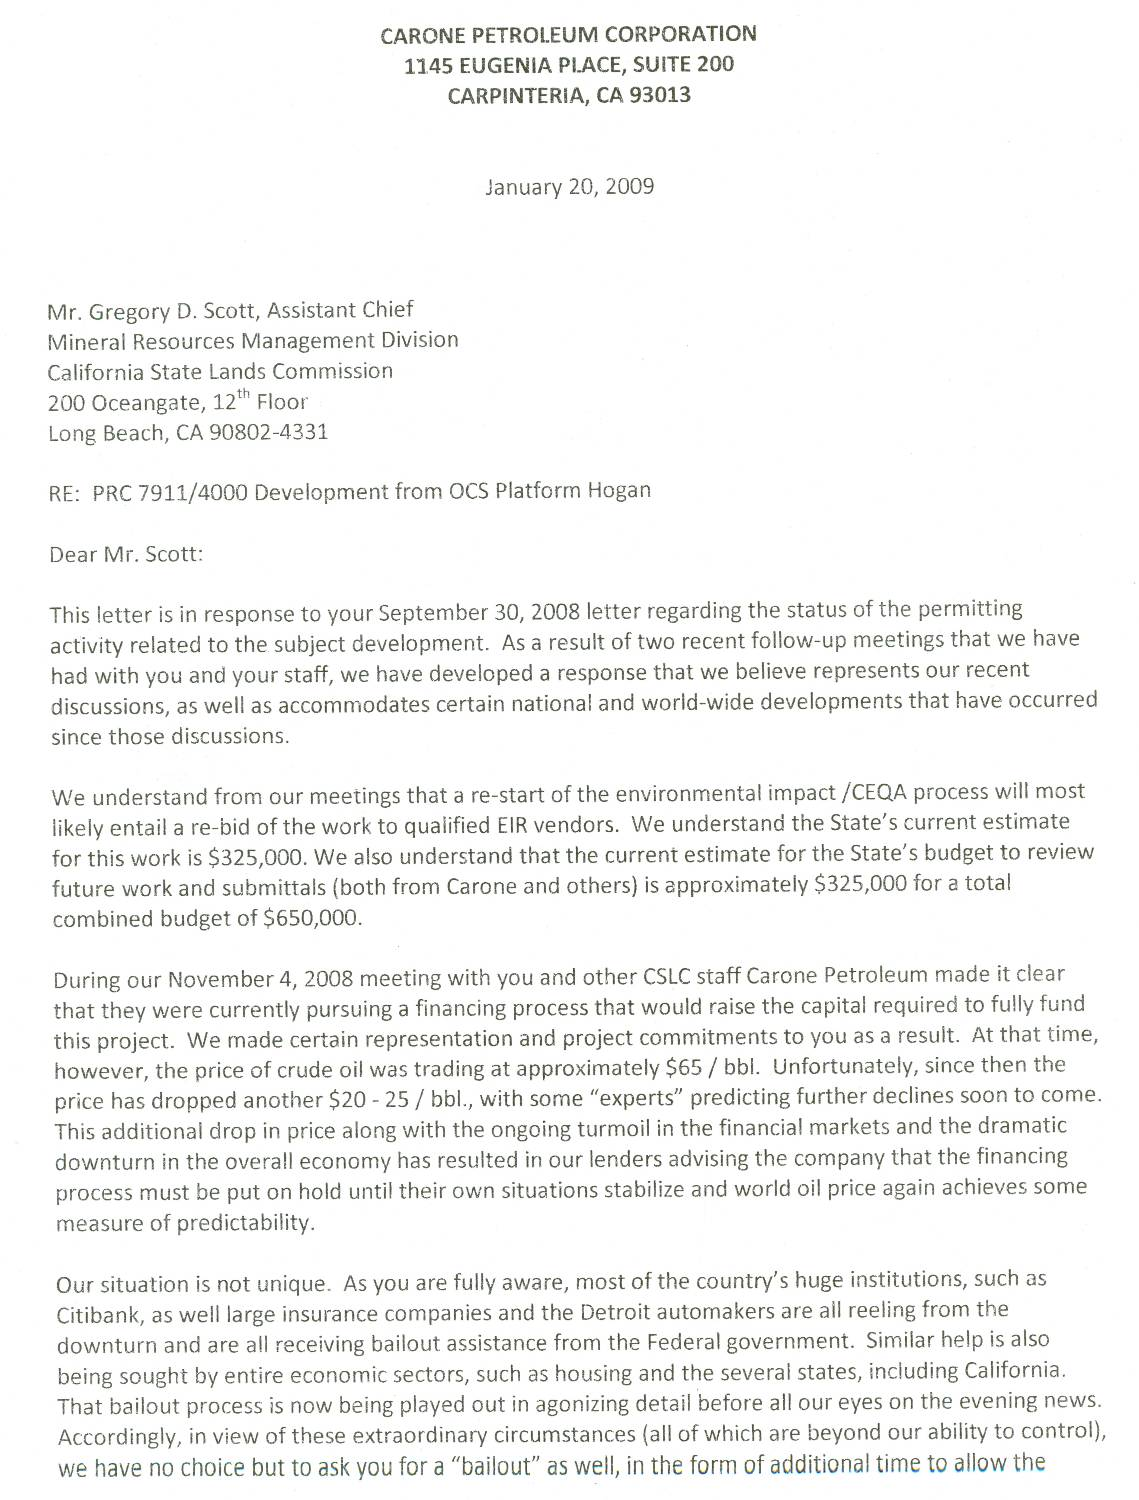 CARONE PETROLEUM CORPORATION
1145 EUGENIA PLACE, SUITE 200
CARPINTERIA, CA 93013
January 20, 2009
Mr. Gregory D. Scott, Assistant Chief
Mineral Resources Management Division
California State Lands Commission
200 Oceangate, 12th Floor
Long Beach, CA 90802-4331
RE: PRC 7911/4000 Development from OCS Platform Hogan
Dear Mr. Scott:
This letter is in response to your September 30, 2008 letter regarding the status of the permitting
activity related to the subject development. As a result of two recent follow-up meetings that we have
had with you and your staff, we have developed a response that we believe represents our recent
discussions, as well as accommodates certain national and world-wide developments that have occurred
since those discussions.
We understand from our meetings that a re-start of the environmental impact /CEQA process will most
likely entail a re-bid of the work to qualified EIR vendors. We understand the State's current estimate
for this work is $325,000. We also understand that the current estimate for the State's budget to review
future work and submittals (both from Carone and others) is approximately $325,000 for a total
combined budget of $650,000.
During our November 4, 2008 meeting with you and other CSLC staff Carone Petroleum made it clear
that they were currently pursuing a financing process that would raise the capital required to fully fund
this project. We made certain representation and project commitments to you as a result. At that time,
however, the price of crude oil was trading at approximately $65 / bbl. Unfortunately, since then the
price has dropped another $20 - 25 / bbl., with some "experts" predicting further declines soon to come.
This additional drop in price along with the ongoing turmoil in the financial markets and the dramatic
downturn in the overall economy has resulted in our lenders advising the company that the financing
process must be put on hold until their own situations stabilize and world oil price again achieves some
measure of predictability.
Our situation is not unique. As you are fully aware, most of the country's huge institutions, such as
Citibank, as well large insurance companies and the Detroit automakers are all reeling from the
downturn and are all receiving bailout assistance from the Federal government. Similar help is also
being sought by entire economic sectors, such as housing and the several states, including California.
That bailout process is now being played out in agonizing detail before all our eyes on the evening news.
Accordingly, in view of these extraordinary circumstances (all of which are beyond our ability to control),
we have no choice but to ask you for a "bailout" as well, in the form of additional time to allow the